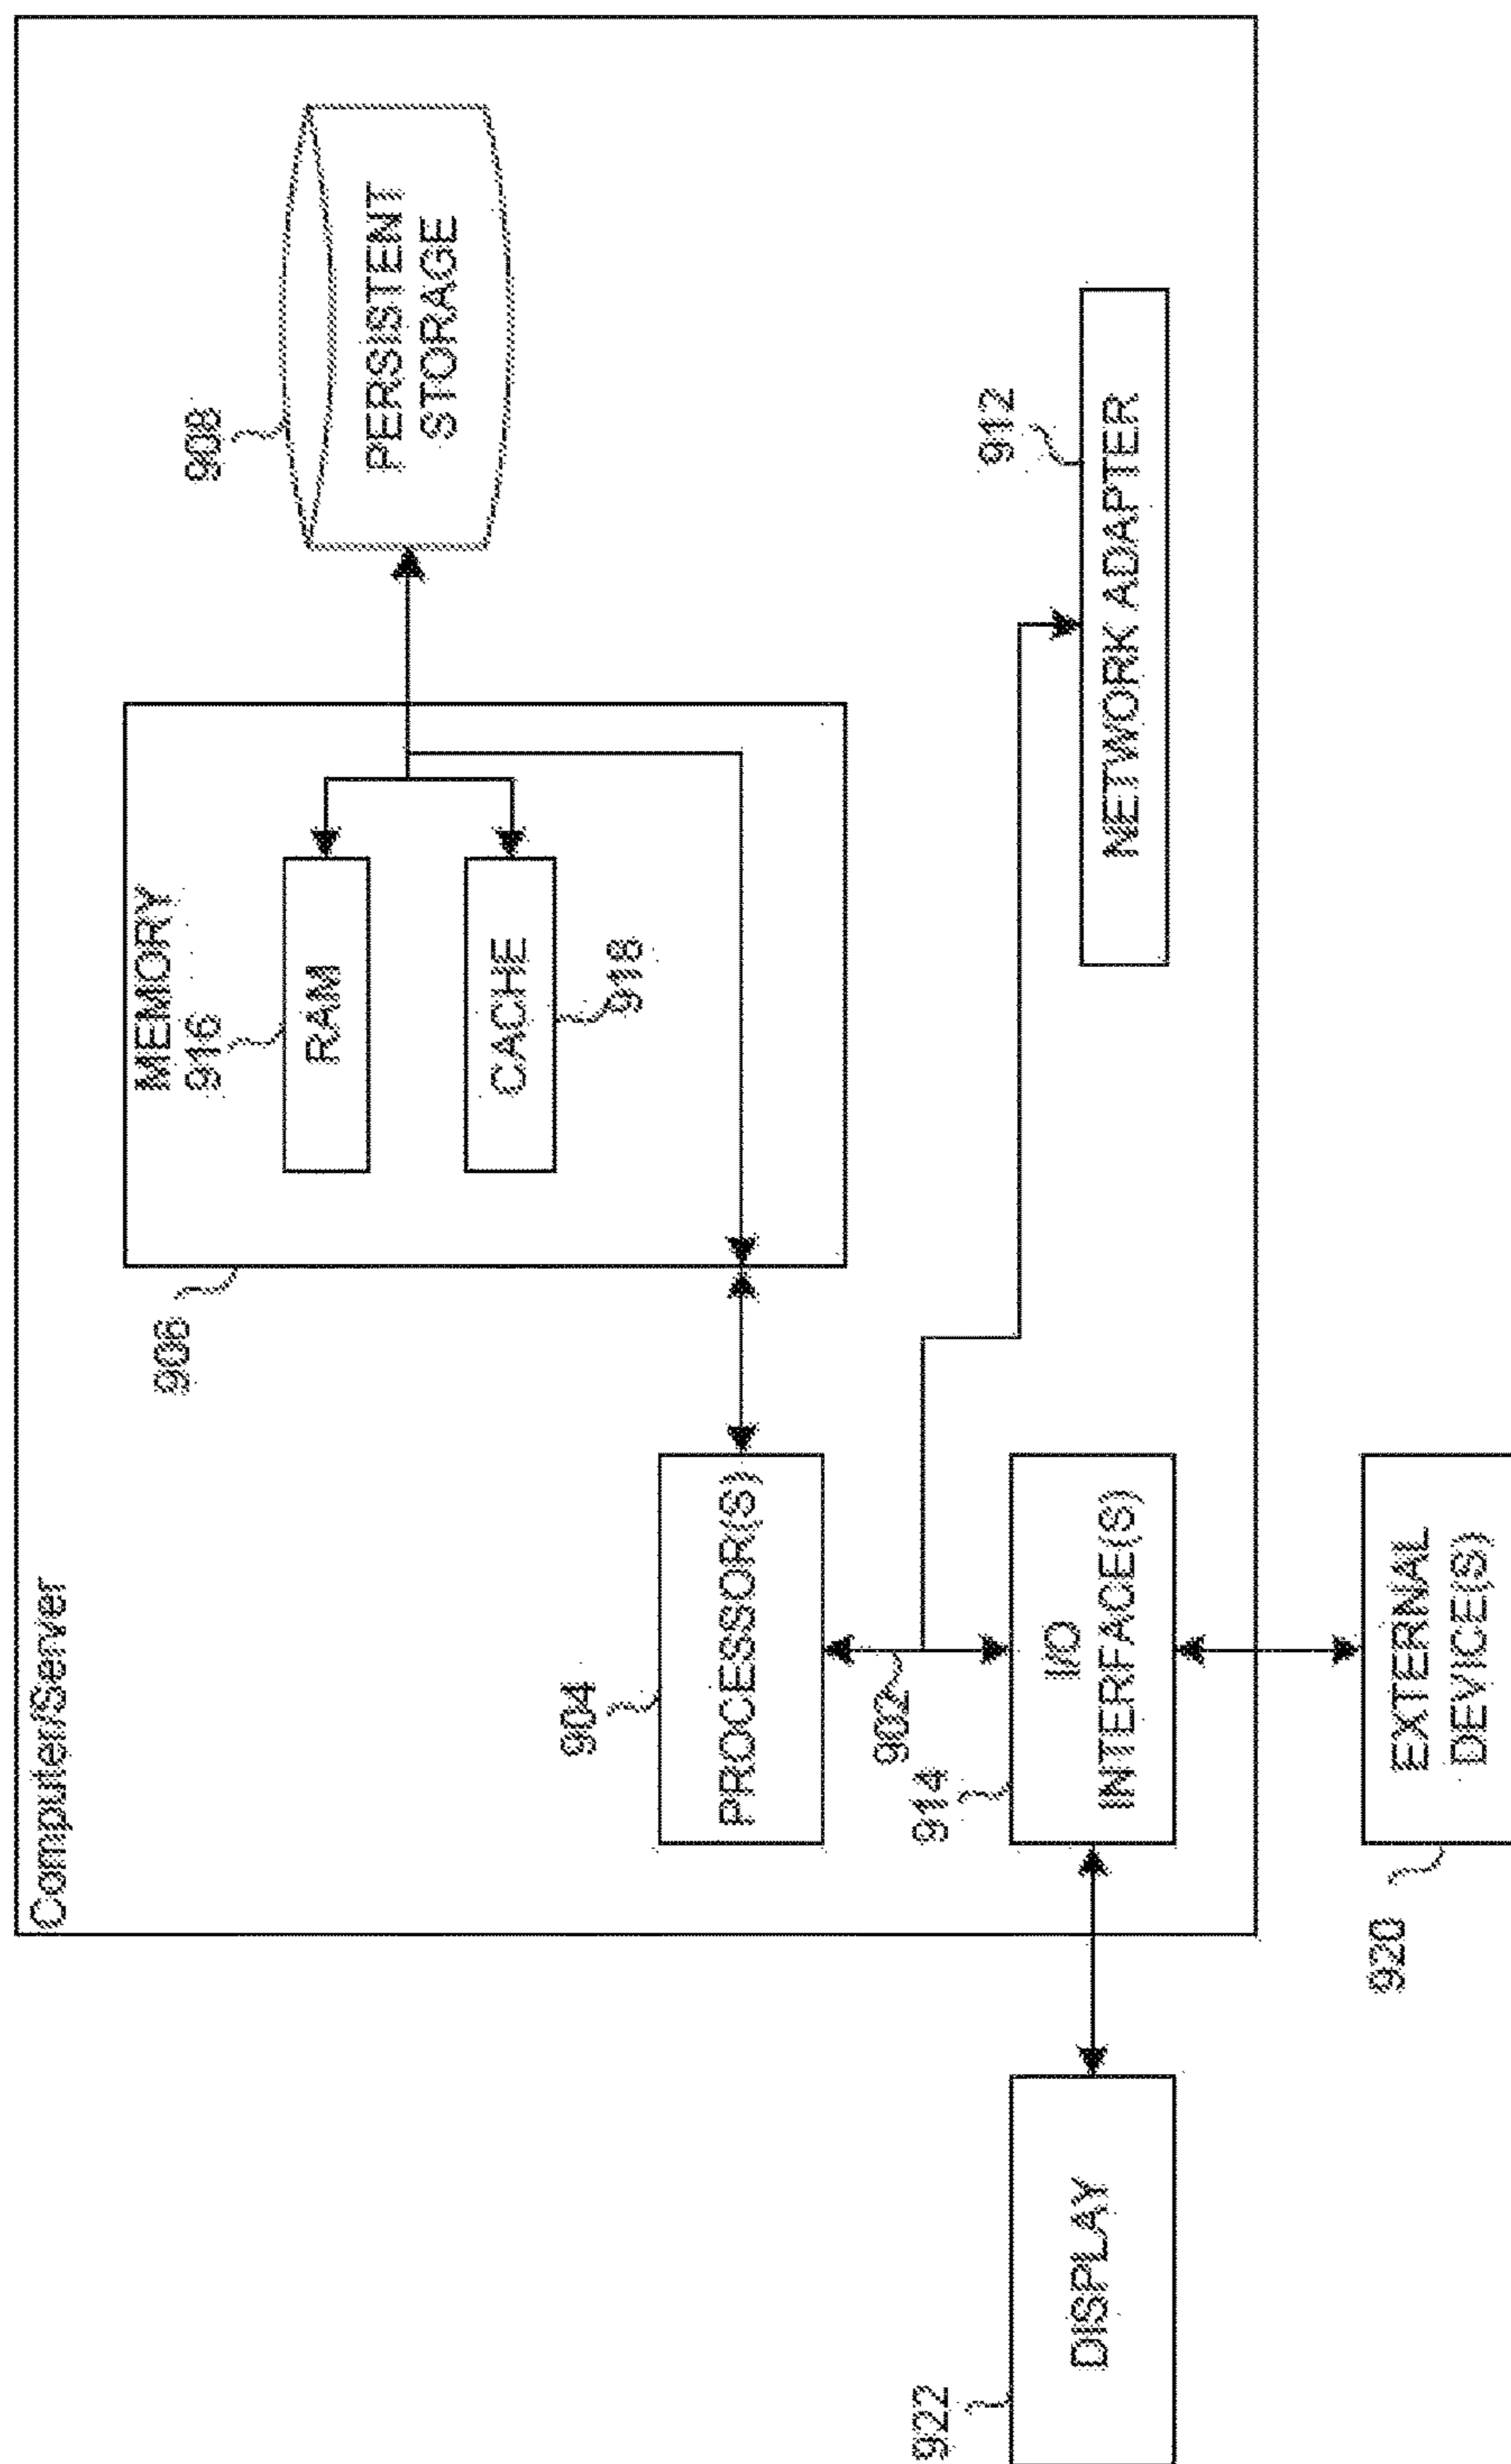 Computer/Server
906
MEMORY
916
RAM
CACHE
918
908
PERSISTENT
STORAGE
904
PROCESSOR(S)
902
914
I/O
INTERFACE(S)
912
NETWORK ADAPTER
922
DISPLAY
920
EXTERNAL
DEVICE(S)